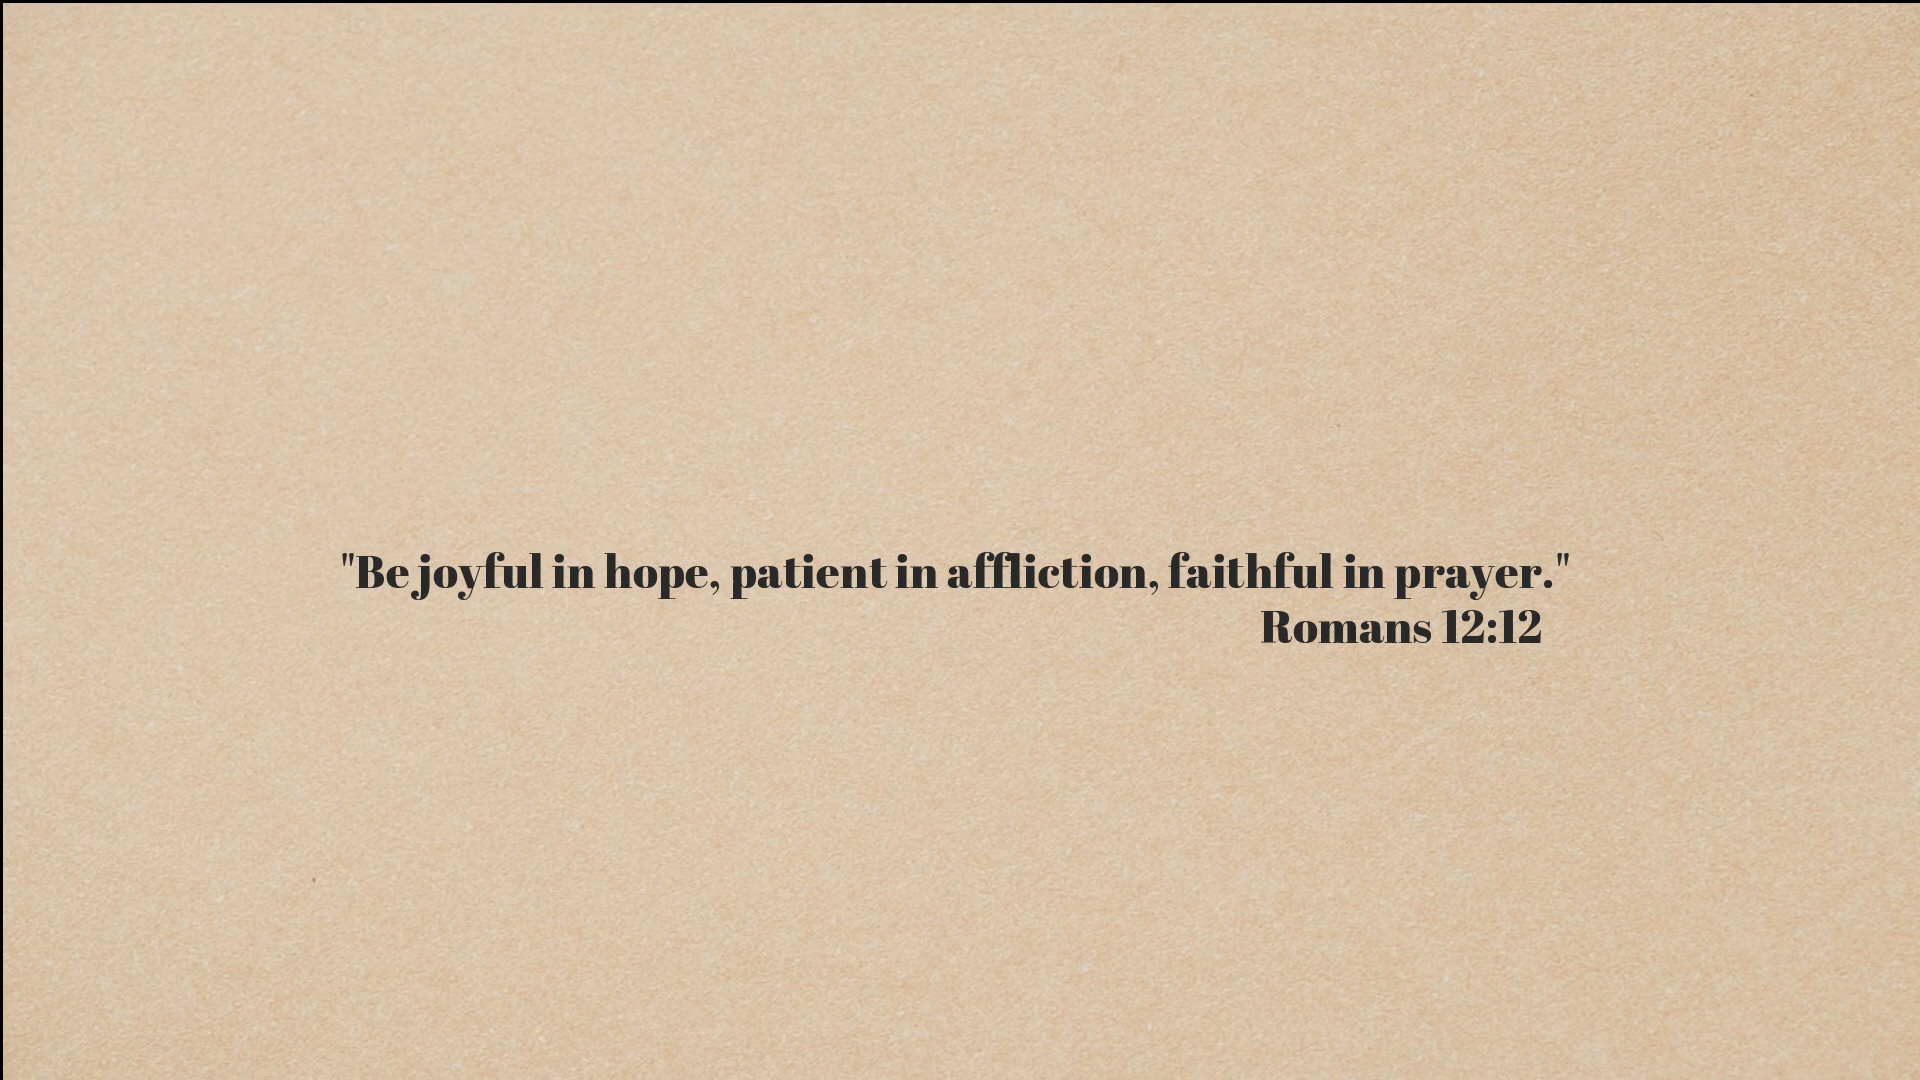 "Be joyful in hope, patient in affliction, faithful in prayer."
Romans 12:12